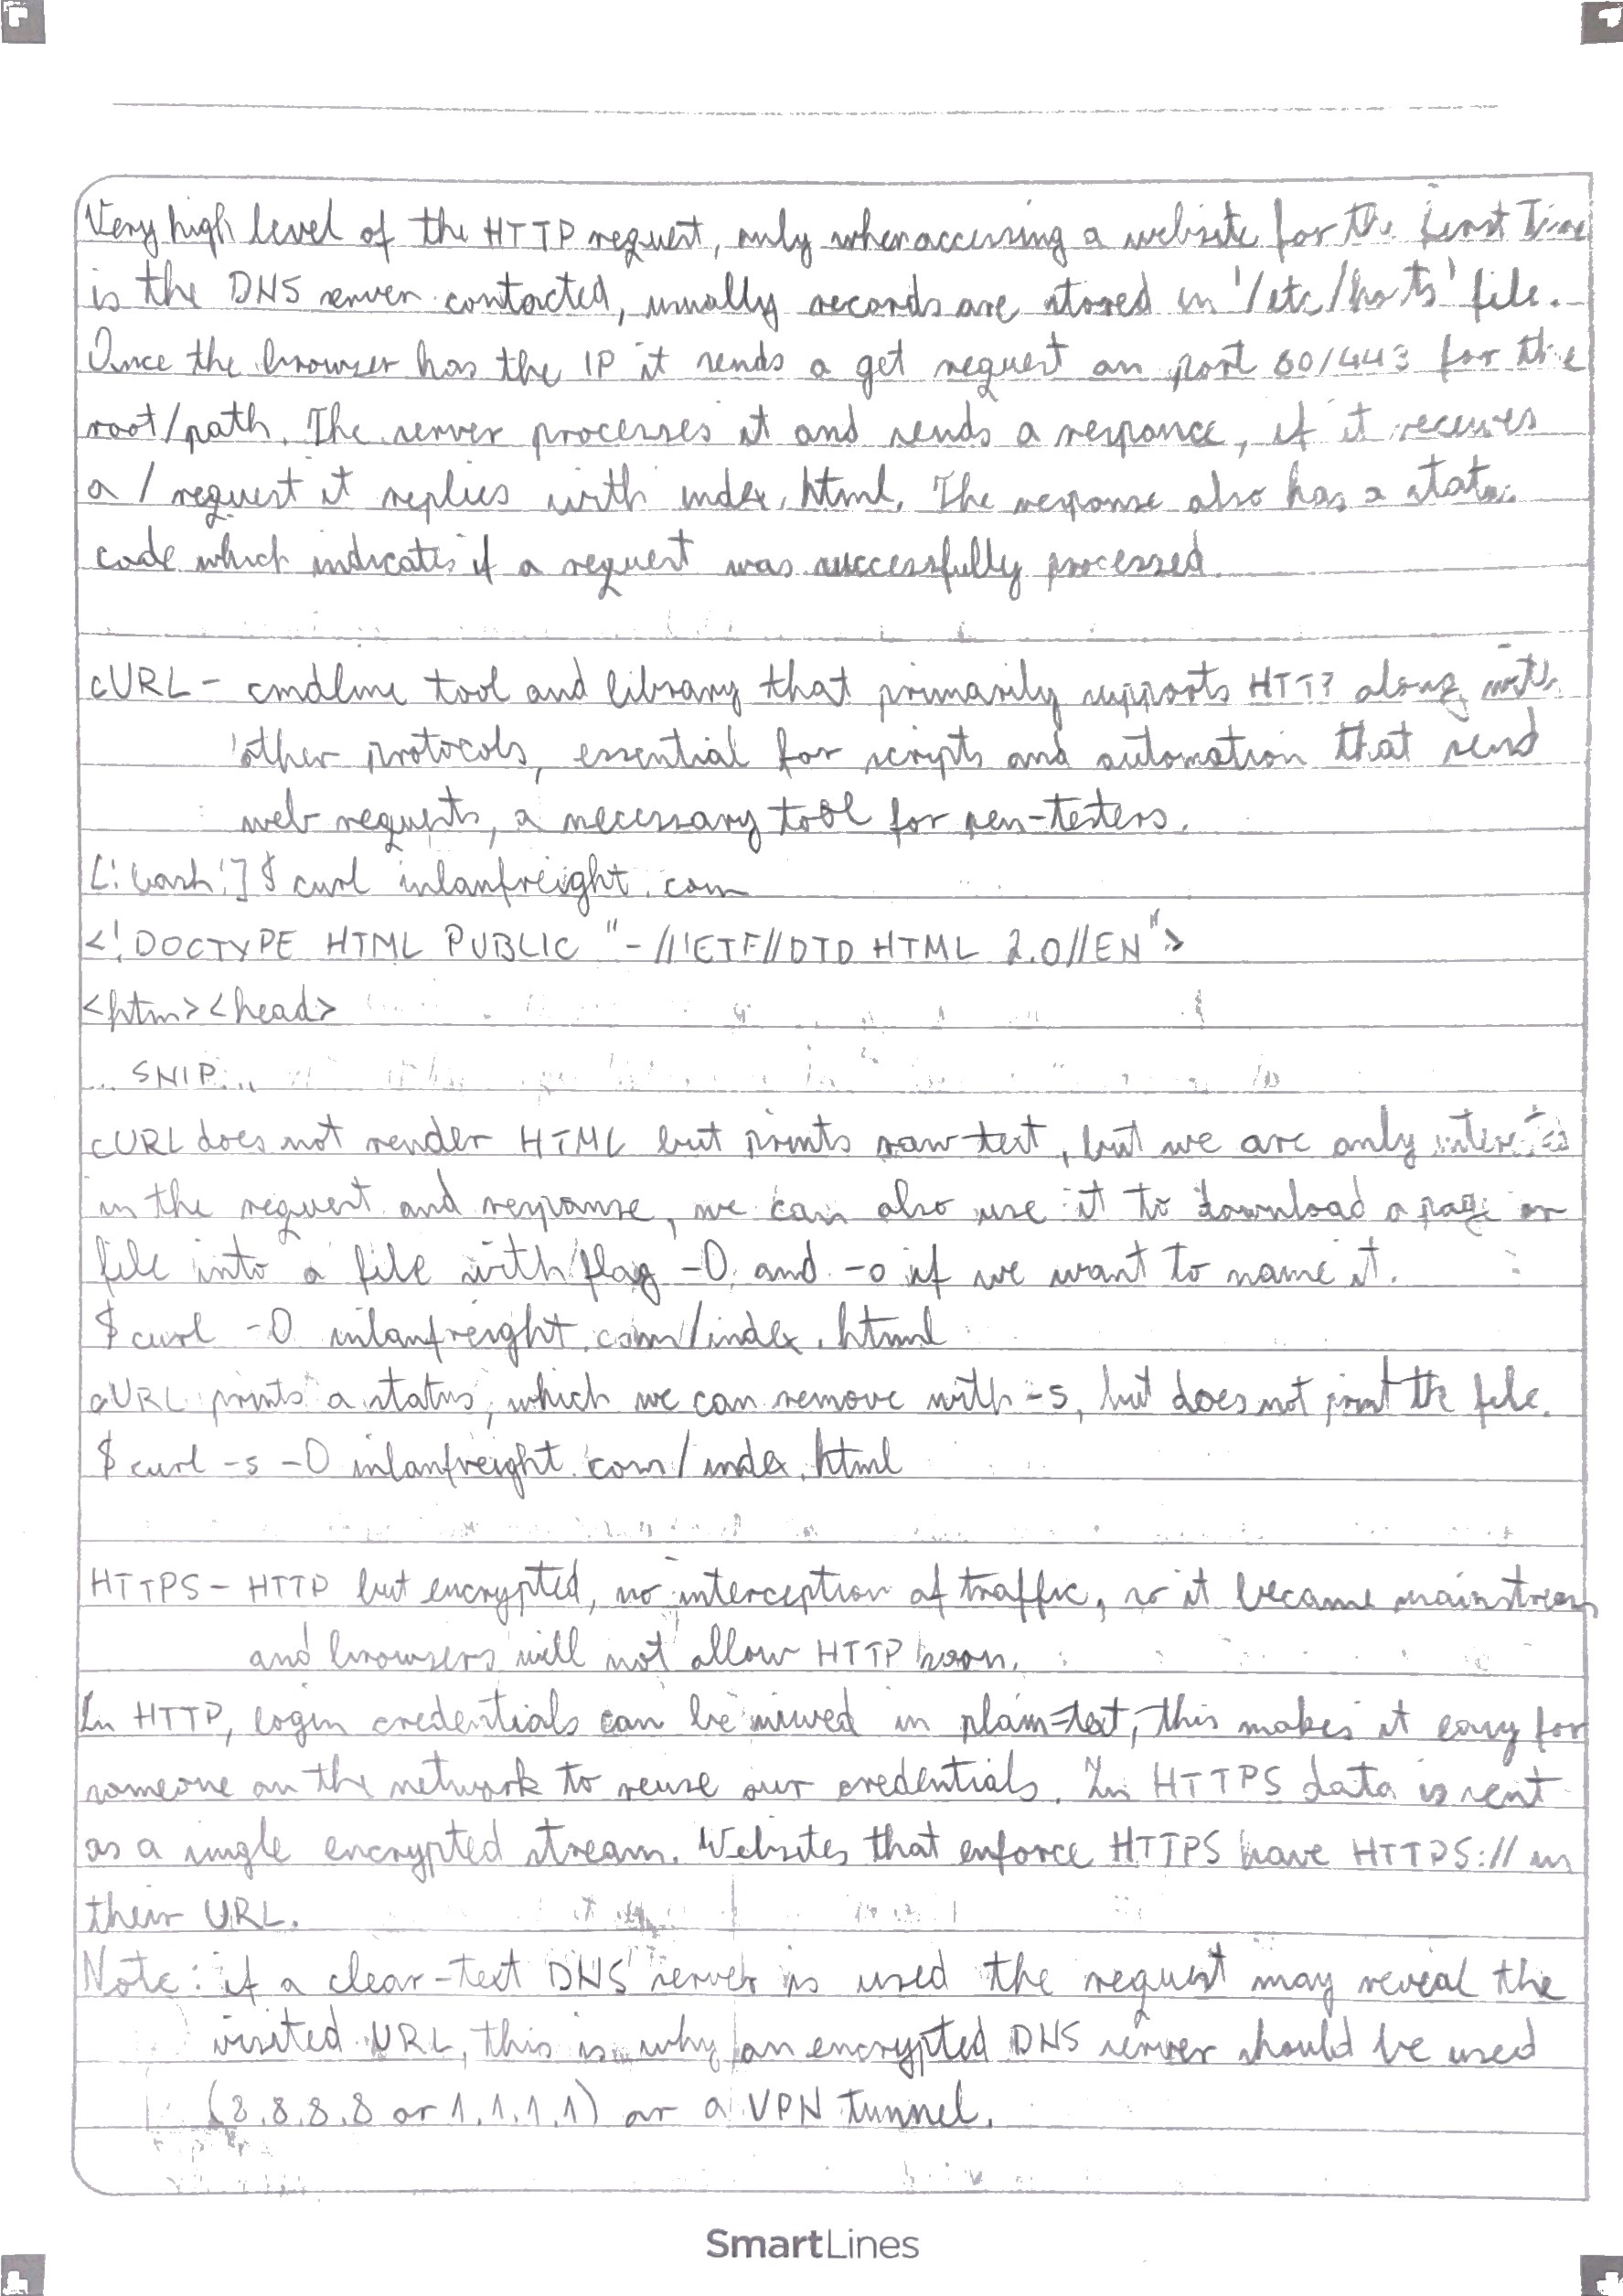 Very high level of the HTTP request, only when accessing a website for the first time
is the DNS server contacted, usually records are stored in '/etc/hosts' file.
Once the browser has the IP it sends a get request on port 80/443 for the
root/path. The server processes it and sends a responce, if it receives
a / request it replies with index.html. The response also has a status
code which indicates if a request was successfully processed.
cURL - cmdline tool and library that primarily supports HTTP along with
other protocols, essential for scripts and automation that send
web requests, a necessary tool for pen-testers.
[!bash!]$ curl inlanefreight.com
<!DOCTYPE HTML PUBLIC "-//IETF//DTD HTML 2.0//EN">
<htm><head>
... SNIP...
cURL does not render HTML but prints raw text, but we are only interested
in the request and response, we can also use it to download a page or
file into a file with flag -O and -o if we want to name it.
$ curl -O inlanfreight.com/index.html
cURL prints a status, which we can remove with -s, but does not print the file.
$ curl -s -O inlanfreight.com/index.html
HTTPS - HTTP but encrypted, no interception of traffic, so it became mainstream
and browsers will not allow HTTP soon.
In HTTP, login credentials can be viewed in plain-text, this makes it easy for
someone on the network to reuse our credentials. In HTTPS data is sent
as a single encrypted stream. Websites that enforce HTTPS have HTTPS:// in
their URL.
Note: if a clear-text DNS server is used the request may reveal the
visited URL, this is why an encrypted DNS server should be used
(8.8.8.8 or 1.1.1.1) or a VPN tunnel.
SmartLines